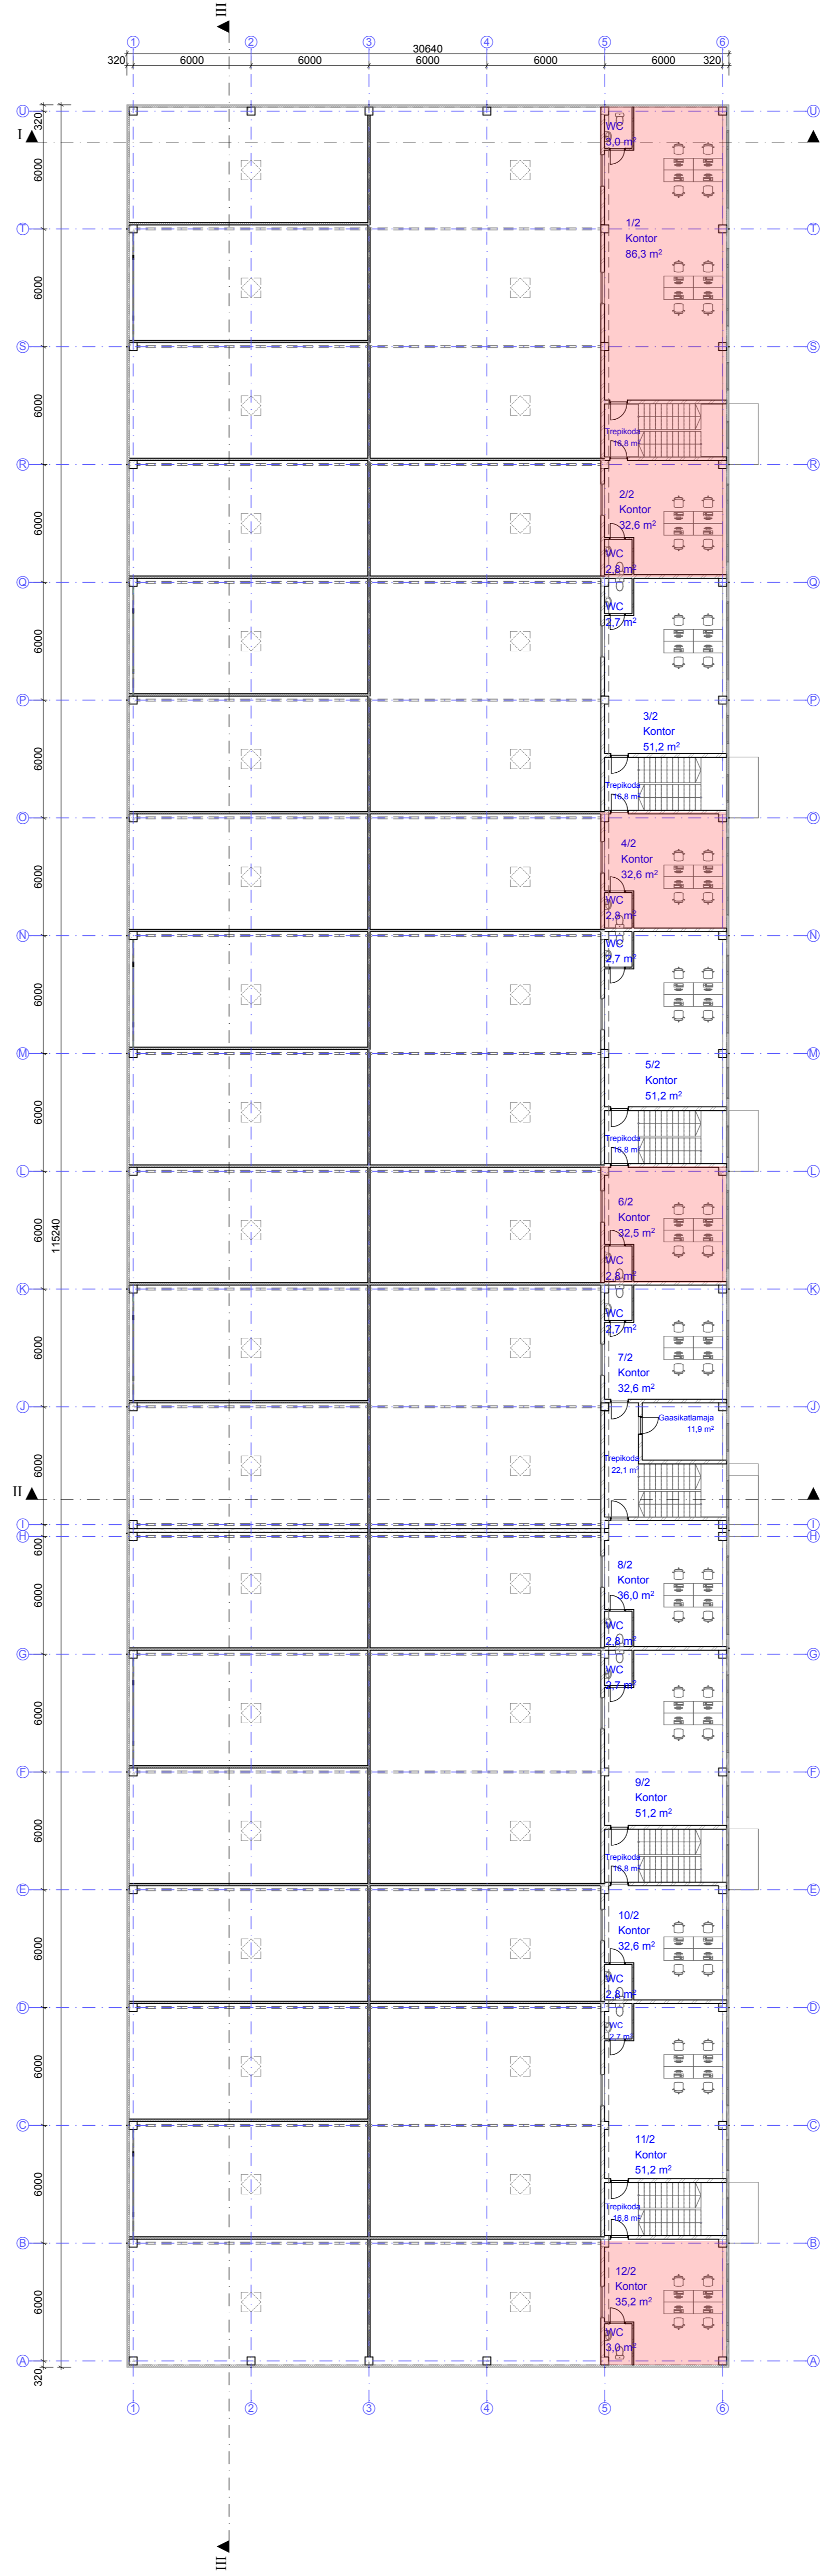 III
1 2 3 4 5 6
30640
320 6000 6000 6000 6000 6000 320
U U
320
I
WC
3,0 m²
6000
T T
1/2
Kontor
86,3 m²
6000
S S
6000
Trepikoda
16,8 m²
R R
2/2
Kontor
32,6 m²
6000
WC
2,8 m²
Q Q
WC
2,7 m²
6000
P P
3/2
Kontor
51,2 m²
6000
Trepikoda
16,8 m²
O O
4/2
Kontor
32,6 m²
6000
WC
2,8 m²
N N
WC
2,7 m²
6000
M M
5/2
Kontor
51,2 m²
6000
Trepikoda
16,8 m²
L L
6/2
Kontor
32,5 m²
6000
115240
WC
2,8 m²
K K
WC
2,7 m²
6000
7/2
Kontor
32,6 m²
J J
Gaasikatlamaja
11,9 m²
6000
Trepikoda
22,1 m²
II
I I
H H
600
8/2
Kontor
36,0 m²
6000
WC
2,8 m²
G G
WC
2,7 m²
6000
F F
9/2
Kontor
51,2 m²
6000
Trepikoda
16,8 m²
E E
10/2
Kontor
32,6 m²
6000
WC
2,8 m²
D D
WC
2,7 m²
6000
C C
11/2
Kontor
51,2 m²
6000
Trepikoda
16,8 m²
B B
12/2
Kontor
35,2 m²
6000
WC
3,0 m²
A A
320
1 2 3 4 5 6
III